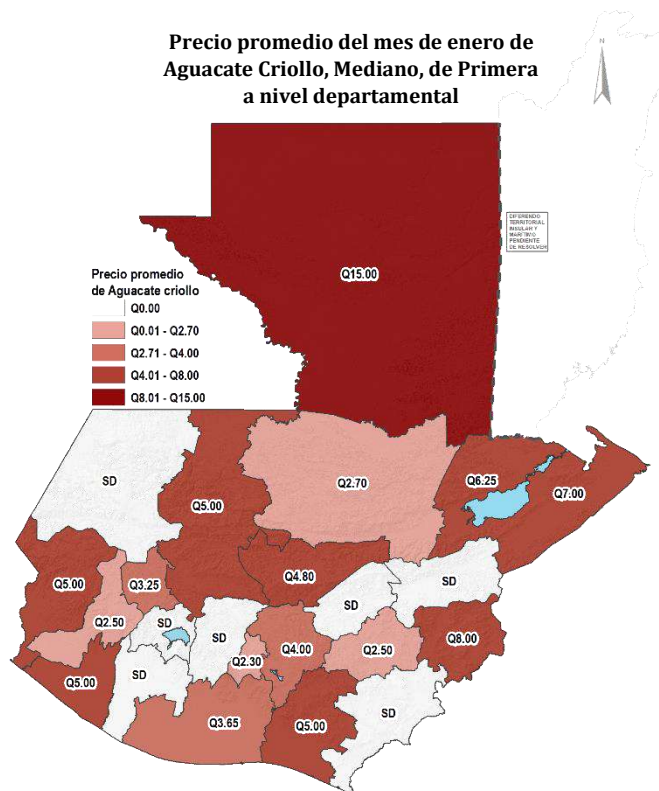 Precio promedio del mes de enero de
Aguacate Criollo, Mediano, de Primera
a nivel departamental
N
DIFERENDO
TERRITORIAL
INSULAR Y
MARÍTIMO
PENDIENTE
DE RESOLVER
Q15.00
Precio promedio
de Aguacate criollo
Q0.00
Q0.01 - Q2.70
Q2.71 - Q4.00
Q4.01 - Q8.00
Q8.01 - Q15.00
SD
Q5.00
Q2.70
Q6.25
Q7.00
Q5.00
Q3.25
Q4.80
SD
SD
Q2.50
SD
SD
Q2.30
Q4.00
Q2.50
Q8.00
Q5.00
SD
Q3.65
Q5.00
SD